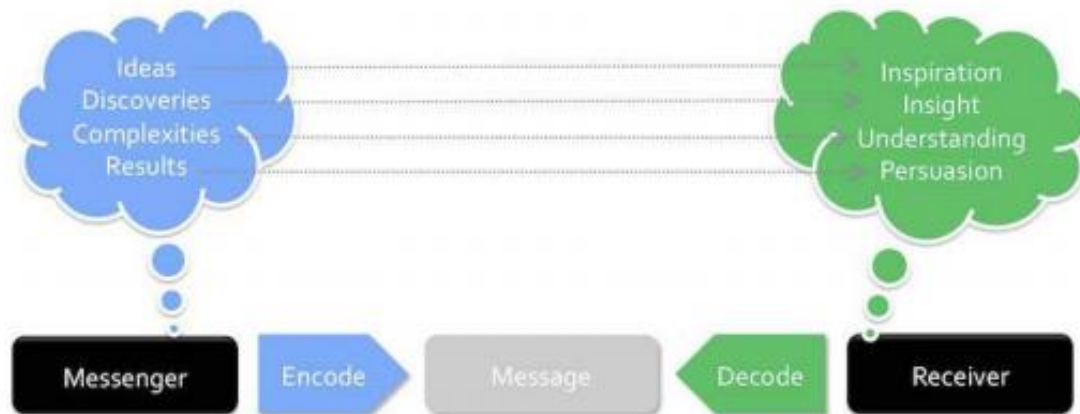 Ideas
Discoveries
Complexities
Results
Inspiration
Insight
Understanding
Persuasion
Messenger
Encode
Message
Decode
Receiver